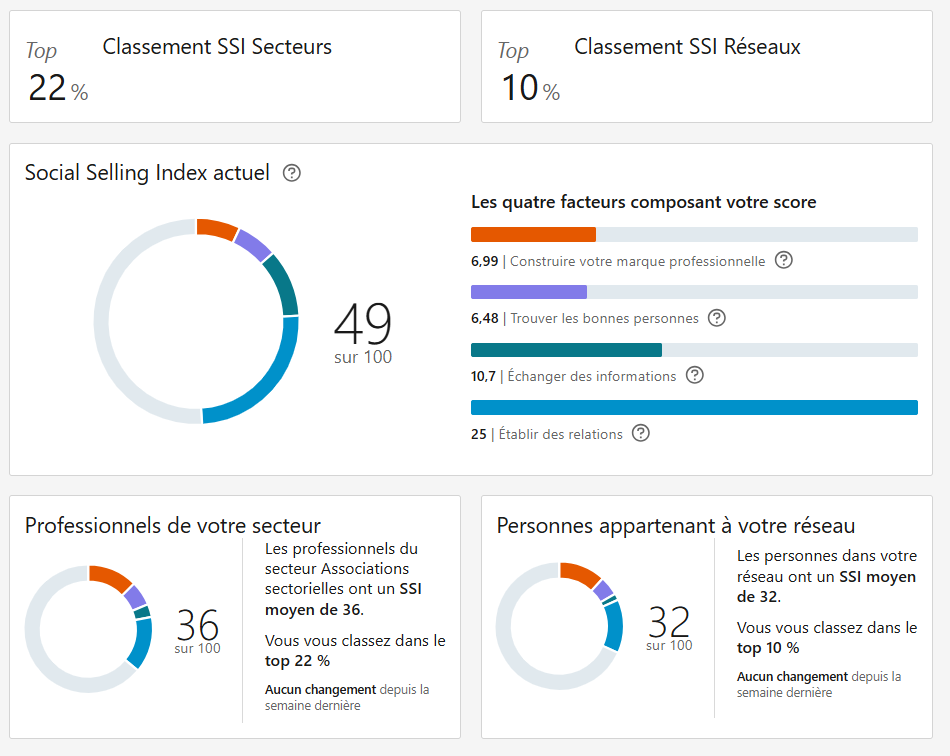 Top
22 %
Classement SSI Secteurs
Top
10 %
Classement SSI Réseaux
Social Selling Index actuel ?
49
sur 100
Les quatre facteurs composant votre score
6,99 | Construire votre marque professionnelle ?
6,48 | Trouver les bonnes personnes ?
10,7 | Échanger des informations ?
25 | Établir des relations ?
Professionnels de votre secteur
36
sur 100
Les professionnels du
secteur Associations
sectorielles ont un SSI
moyen de 36.
Vous vous classez dans le
top 22 %
Aucun changement depuis la
semaine dernière
Personnes appartenant à votre réseau
32
sur 100
Les personnes dans votre
réseau ont un SSI moyen
de 32.
Vous vous classez dans le
top 10 %
Aucun changement depuis la
semaine dernière